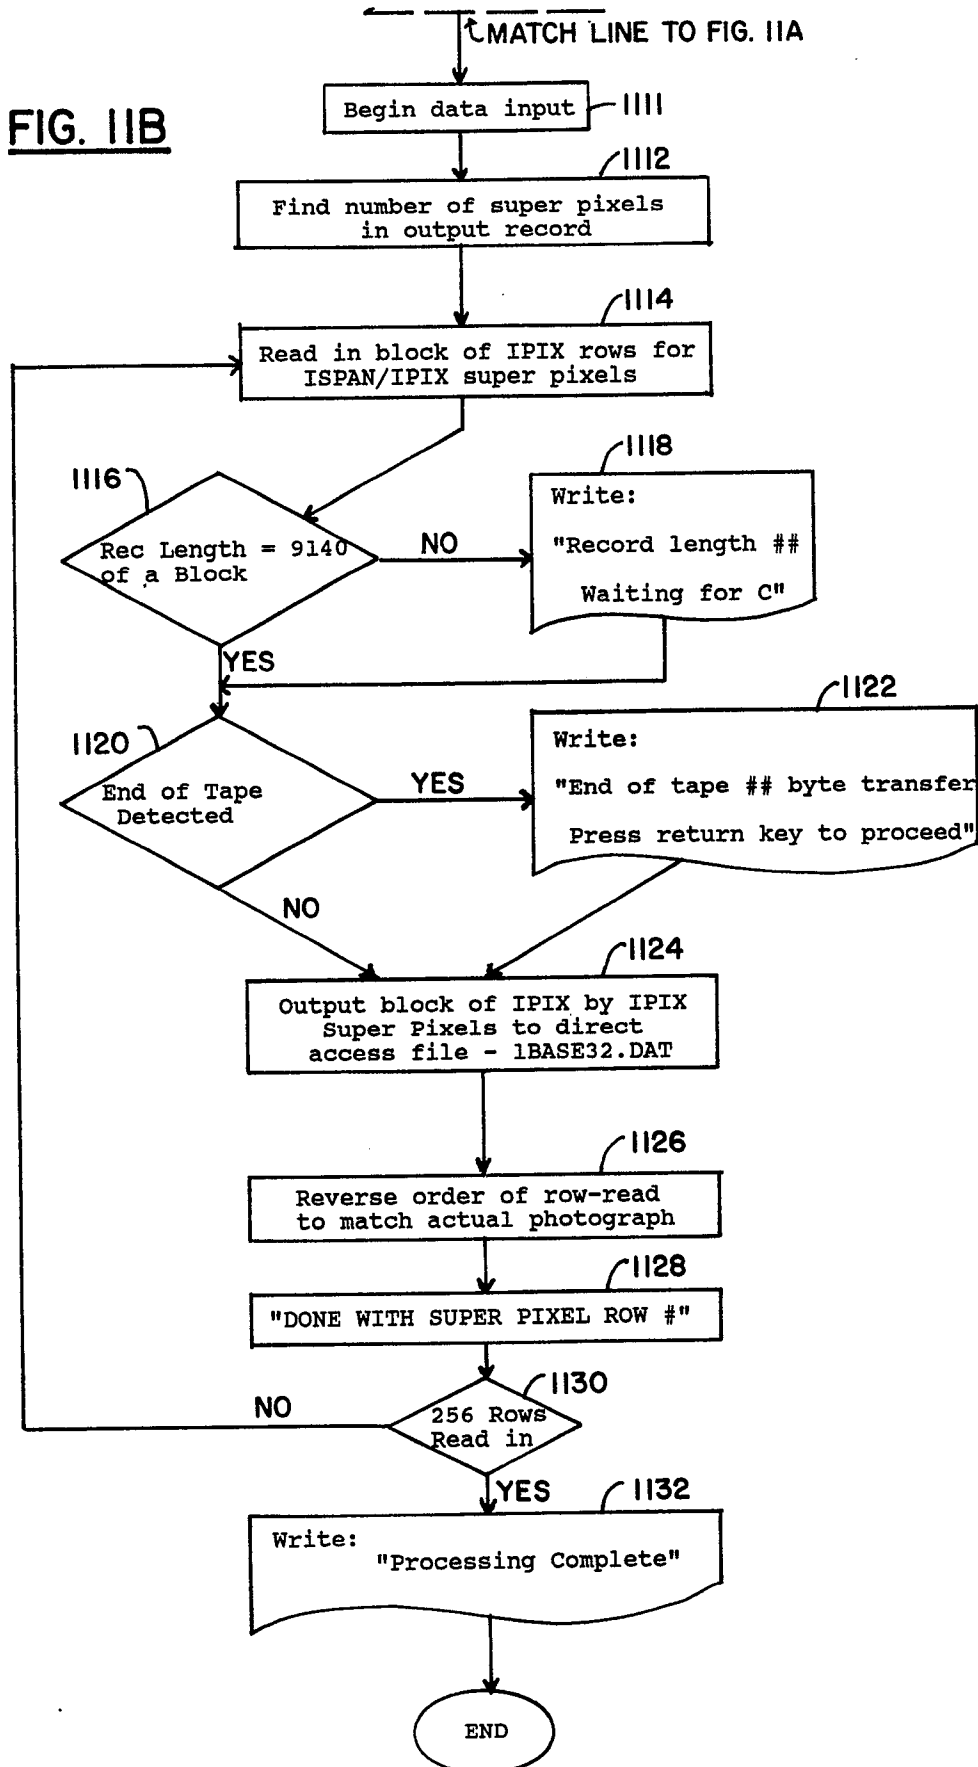 MATCH LINE TO FIG. 11A
FIG. 11B
Begin data input
1111
1112
Find number of super pixels
in output record
1114
Read in block of IPIX rows for
ISPAN/IPIX super pixels
1116
Rec Length = 9140
of a Block
NO
YES
1118
Write:
"Record length ##
Waiting for C"
1120
End of Tape
Detected
YES
NO
1122
Write:
"End of tape ## byte transfer
Press return key to proceed"
1124
Output block of IPIX by IPIX
Super Pixels to direct
access file - 1BASE32.DAT
1126
Reverse order of row-read
to match actual photograph
1128
"DONE WITH SUPER PIXEL ROW #"
1130
256 Rows
Read in
NO
YES
1132
Write:
"Processing Complete"
END